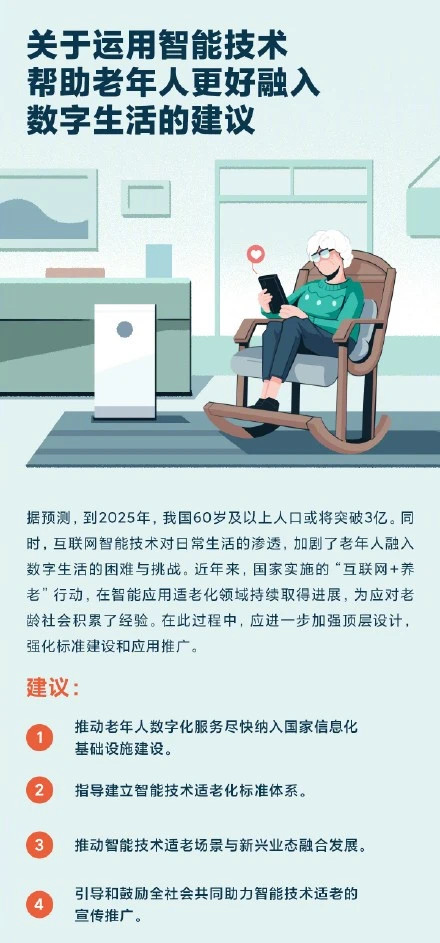 关于运用智能技术
帮助老年人更好融入
数字生活的建议
据预测，到2025年，我国60岁及以上人口或将突破3亿。同
时，互联网智能技术对日常生活的渗透，加剧了老年人融入
数字生活的困难与挑战。近年来，国家实施的“互联网+养
老”行动，在智能应用适老化领域持续取得进展，为应对老
龄社会积累了经验。在此过程中，应进一步加强顶层设计，
强化标准建设和应用推广。
建议：
1 推动老年人数字化服务尽快纳入国家信息化
基础设施建设。
2 指导建立智能技术适老化标准体系。
3 推动智能技术适老场景与新兴业态融合发展。
4 引导和鼓励全社会共同助力智能技术适老的
宣传推广。